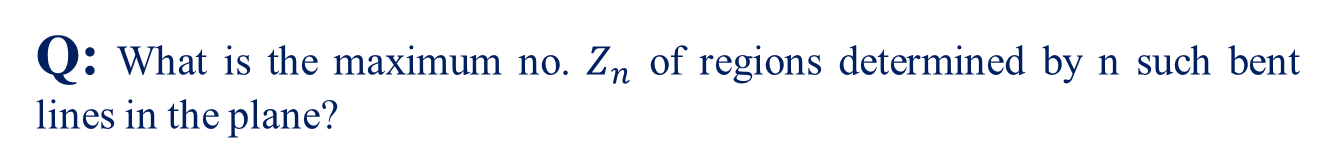 Q: What is the maximum no. Zₙ of regions determined by n such bent
lines in the plane?